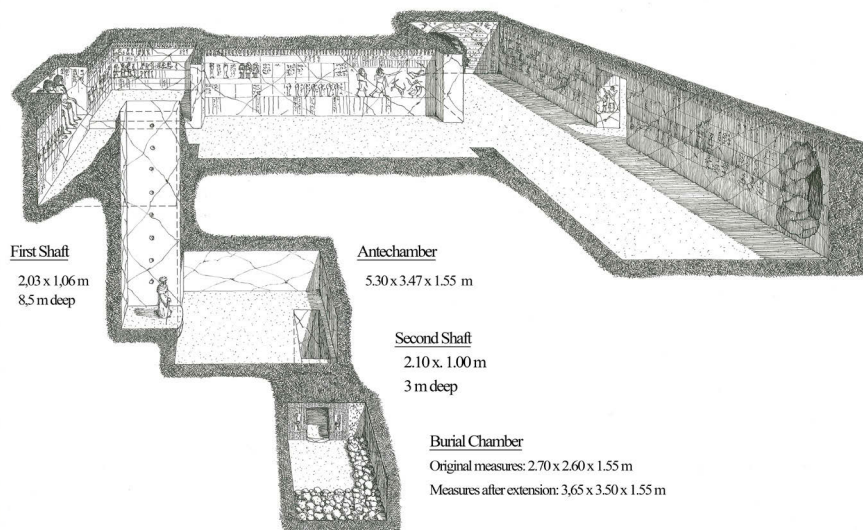 First Shaft
2,03 x 1,06 m
8,5 m deep
Antechamber
5.30 x 3.47 x 1.55 m
Second Shaft
2.10 x. 1.00 m
3 m deep
Burial Chamber
Original measures: 2.70 x 2.60 x 1.55 m
Measures after extension: 3,65 x 3.50 x 1.55 m